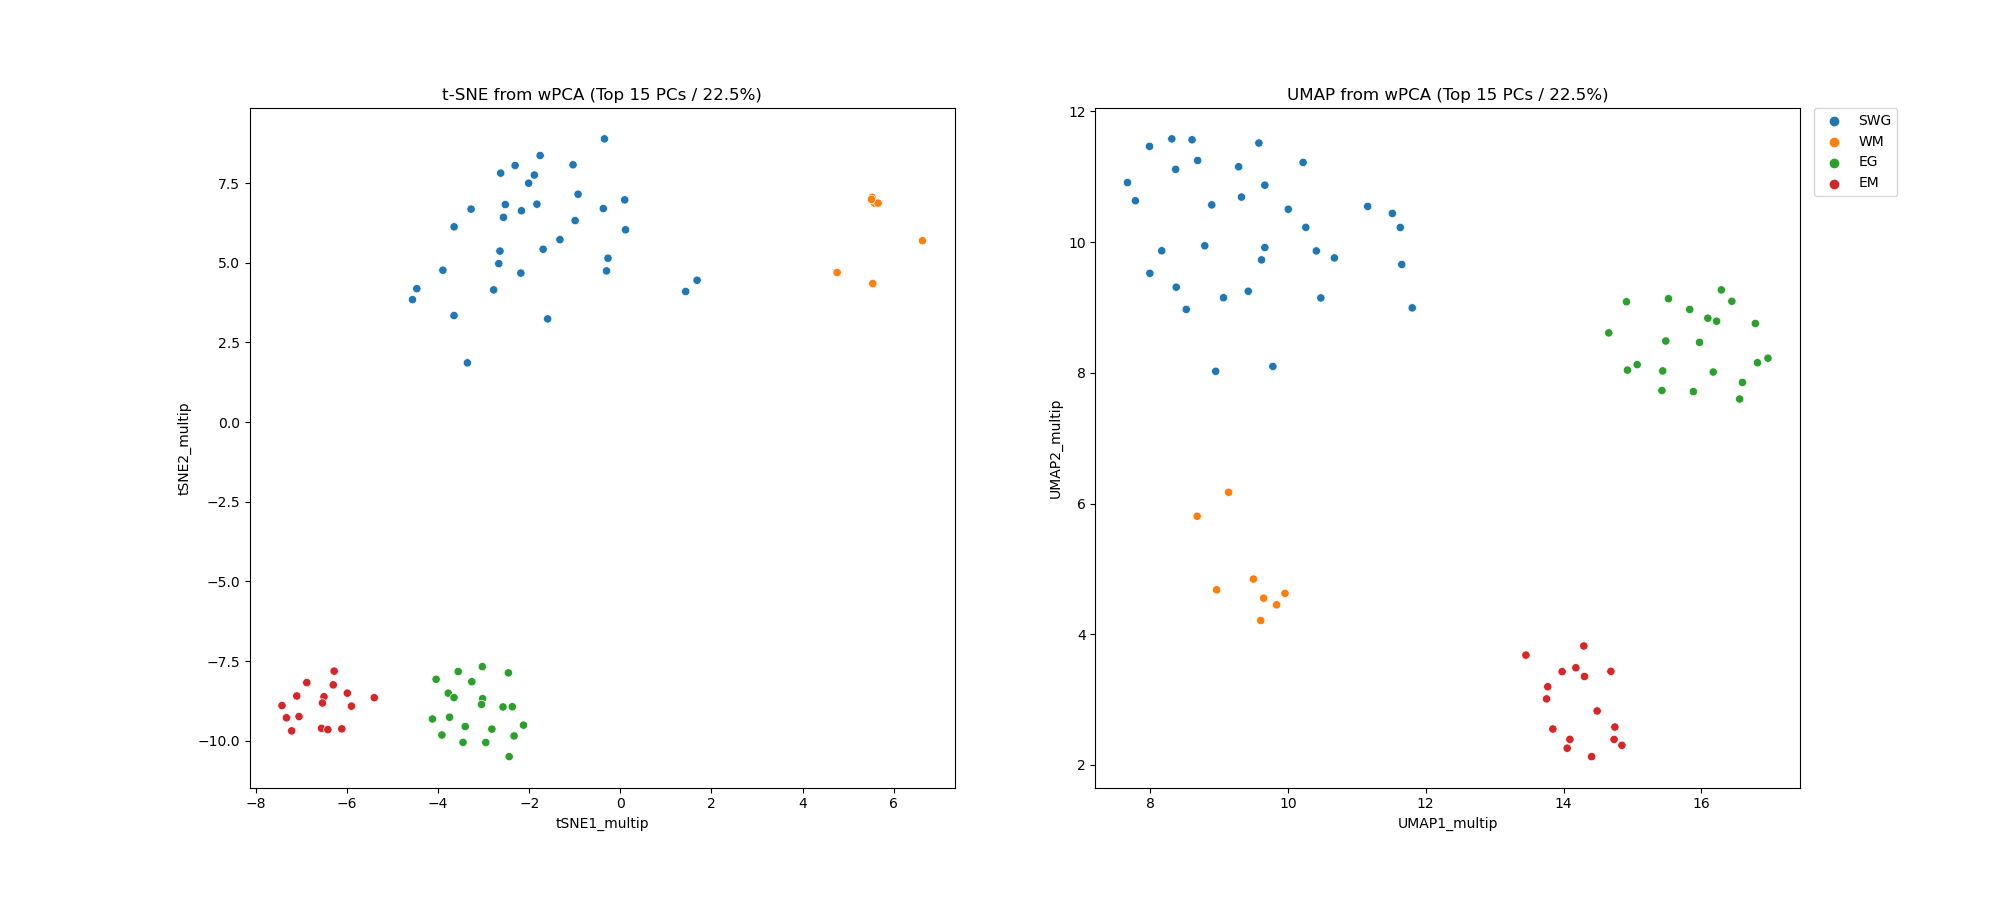 t-SNE from wPCA (Top 15 PCs / 22.5%)
7.5
5.0
2.5
0.0
−2.5
−5.0
−7.5
−10.0
tSNE2_multip
−8
−6
−4
−2
0
2
4
6
tSNE1_multip
UMAP from wPCA (Top 15 PCs / 22.5%)
12
10
8
6
4
2
UMAP2_multip
8
10
12
14
16
UMAP1_multip
SWG
WM
EG
EM